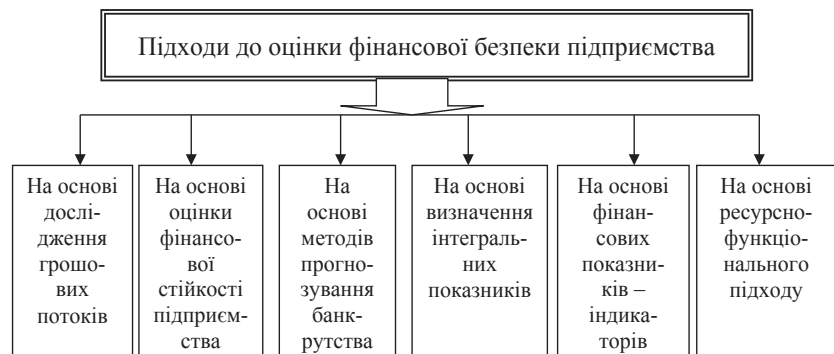 Підходи до оцінки фінансової безпеки підприємства
На основі
дослі-
дження
грошо-
вих
потоків
На основі
оцінки
фінансо-
вої
стійкості
підприєм-
ства
На
основі
методів
прогно-
зування
банк-
рутства
На основі
визначення
інтеграль-
них
показників
На основі
фінан-
сових
показни-
ків –
індика-
торів
На основі
ресурсно-
функціо-
нального
підходу